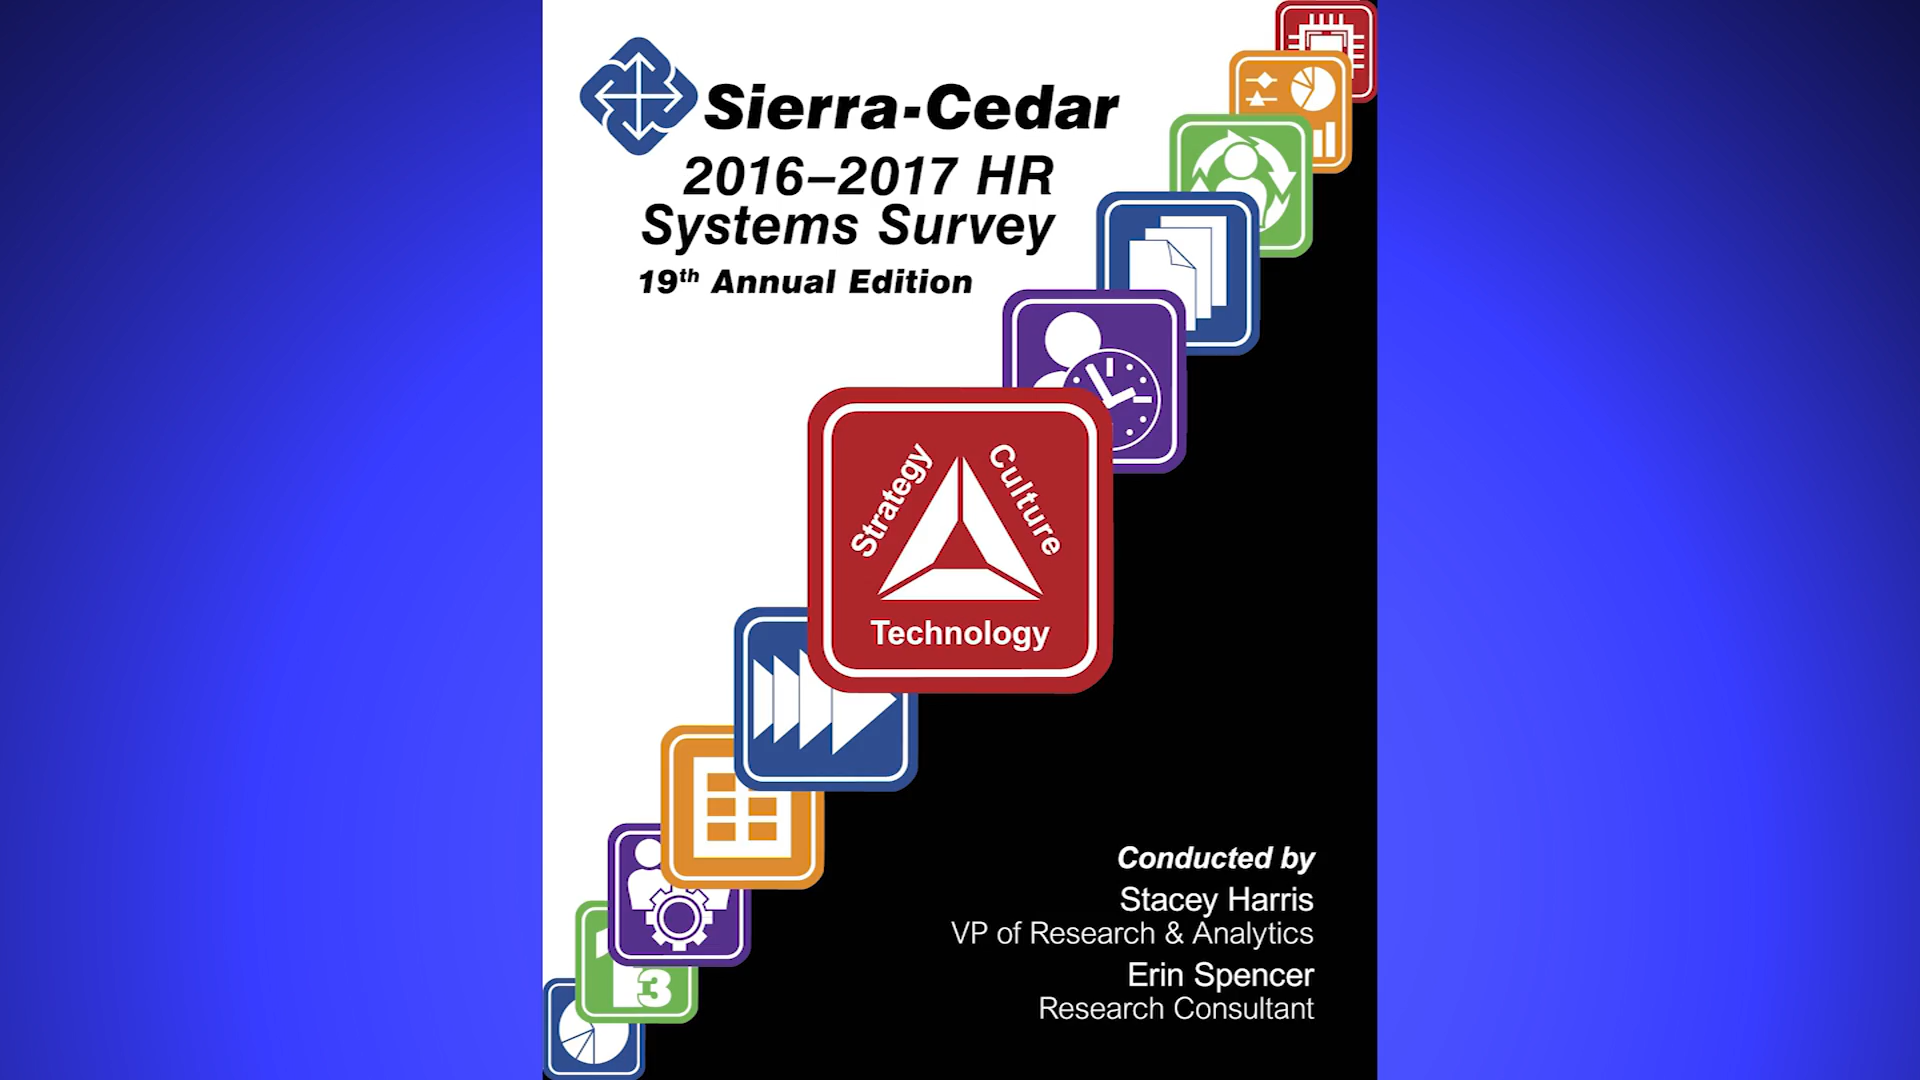 Sierra-Cedar
2016–2017 HR
Systems Survey
19th Annual Edition
Strategy
Culture
Technology
3
Conducted by
Stacey Harris
VP of Research & Analytics
Erin Spencer
Research Consultant